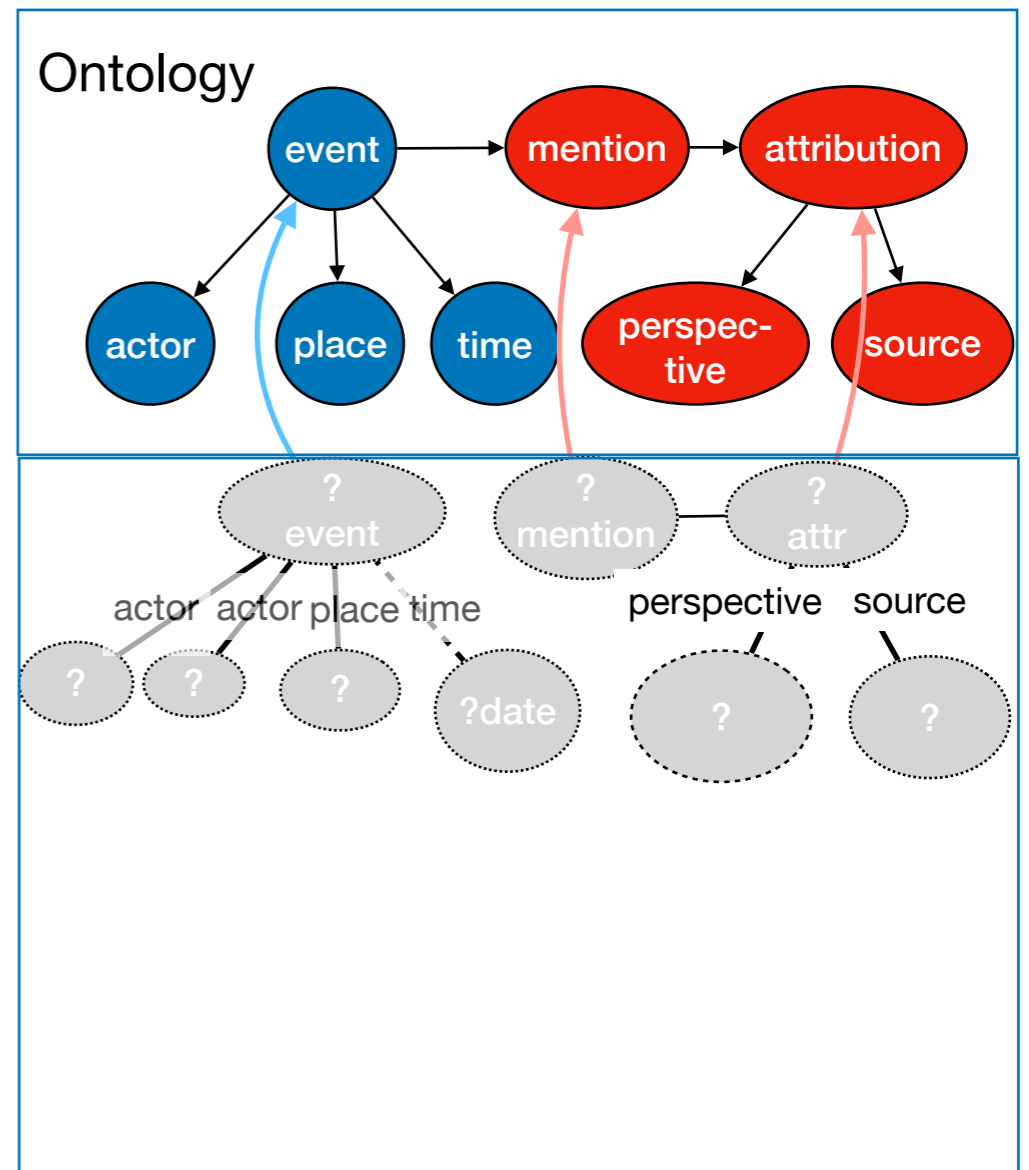 Ontology
event
mention
attribution
actor
place
time
perspec-
tive
source
?
event
?
mention
?
attr
actor
actor
place
time
perspective
source
?
?
?
?date
?
?